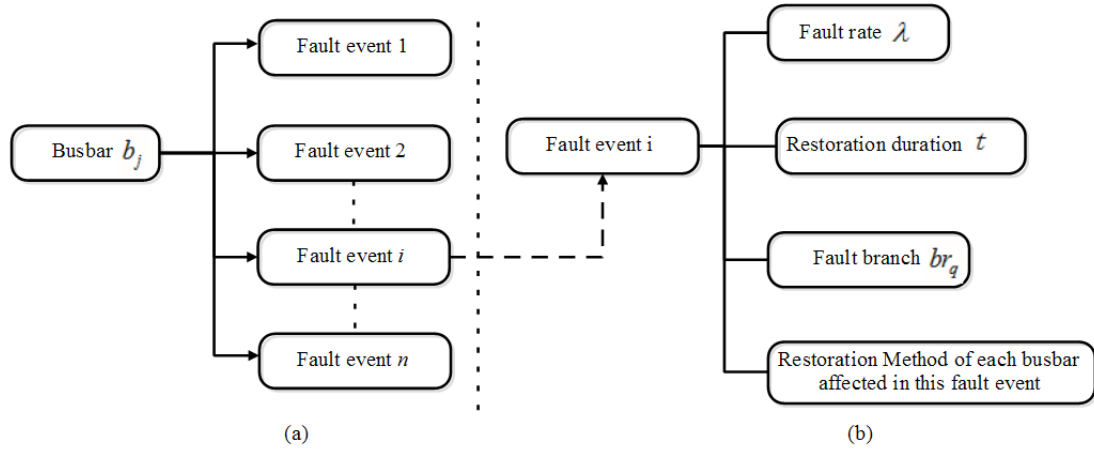 Fault event 1
Busbar b_j
Fault event 2
Fault event i
Fault event n
(a)
Fault event i
Fault rate λ
Restoration duration t
Fault branch br_q
Restoration Method of each busbar
affected in this fault event
(b)